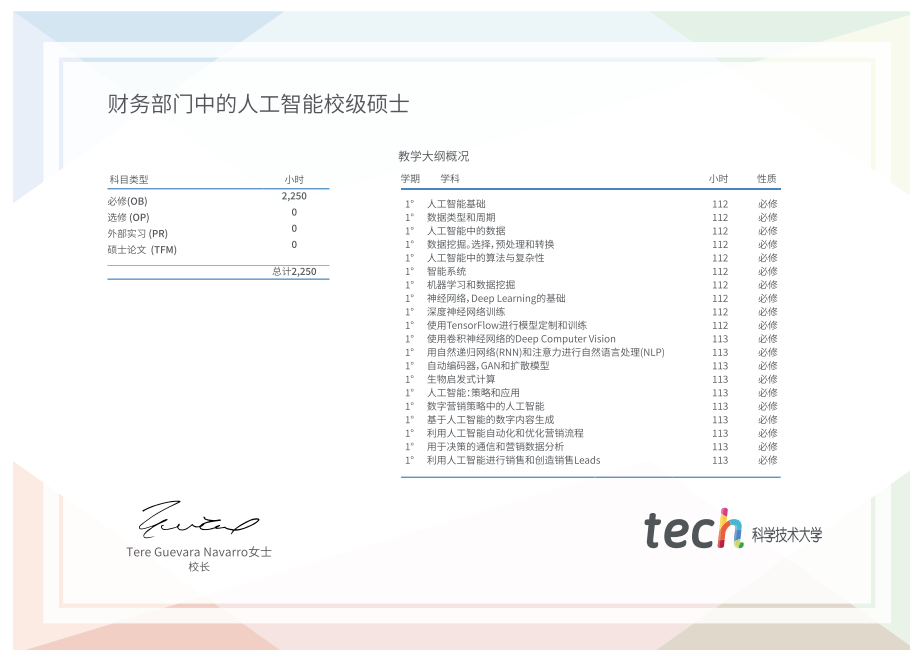 财务部门中的人工智能校级硕士
科目类型 小时
必修(OB) 2,250
选修 (OP) 0
外部实习 (PR) 0
硕士论文 (TFM) 0
总计2,250
教学大纲概况
学期 学科 小时 性质
1° 人工智能基础 112 必修
1° 数据类型和周期 112 必修
1° 人工智能中的数据 112 必修
1° 数据挖掘。选择，预处理和转换 112 必修
1° 人工智能中的算法与复杂性 112 必修
1° 智能系统 112 必修
1° 机器学习和数据挖掘 112 必修
1° 神经网络，Deep Learning的基础 112 必修
1° 深度神经网络训练 112 必修
1° 使用TensorFlow进行模型定制和训练 112 必修
1° 使用卷积神经网络的Deep Computer Vision 113 必修
1° 用自然递归网络(RNN)和注意力进行自然语言处理(NLP) 113 必修
1° 自动编码器，GAN和扩散模型 113 必修
1° 生物启发式计算 113 必修
1° 人工智能：策略和应用 113 必修
1° 数字营销策略中的人工智能 113 必修
1° 基于人工智能的数字内容生成 113 必修
1° 利用人工智能自动化和优化营销流程 113 必修
1° 用于决策的通信和营销数据分析 113 必修
1° 利用人工智能进行销售和创造销售Leads 113 必修
Tere Guevara Navarro女士
校长
tech 科学技术大学